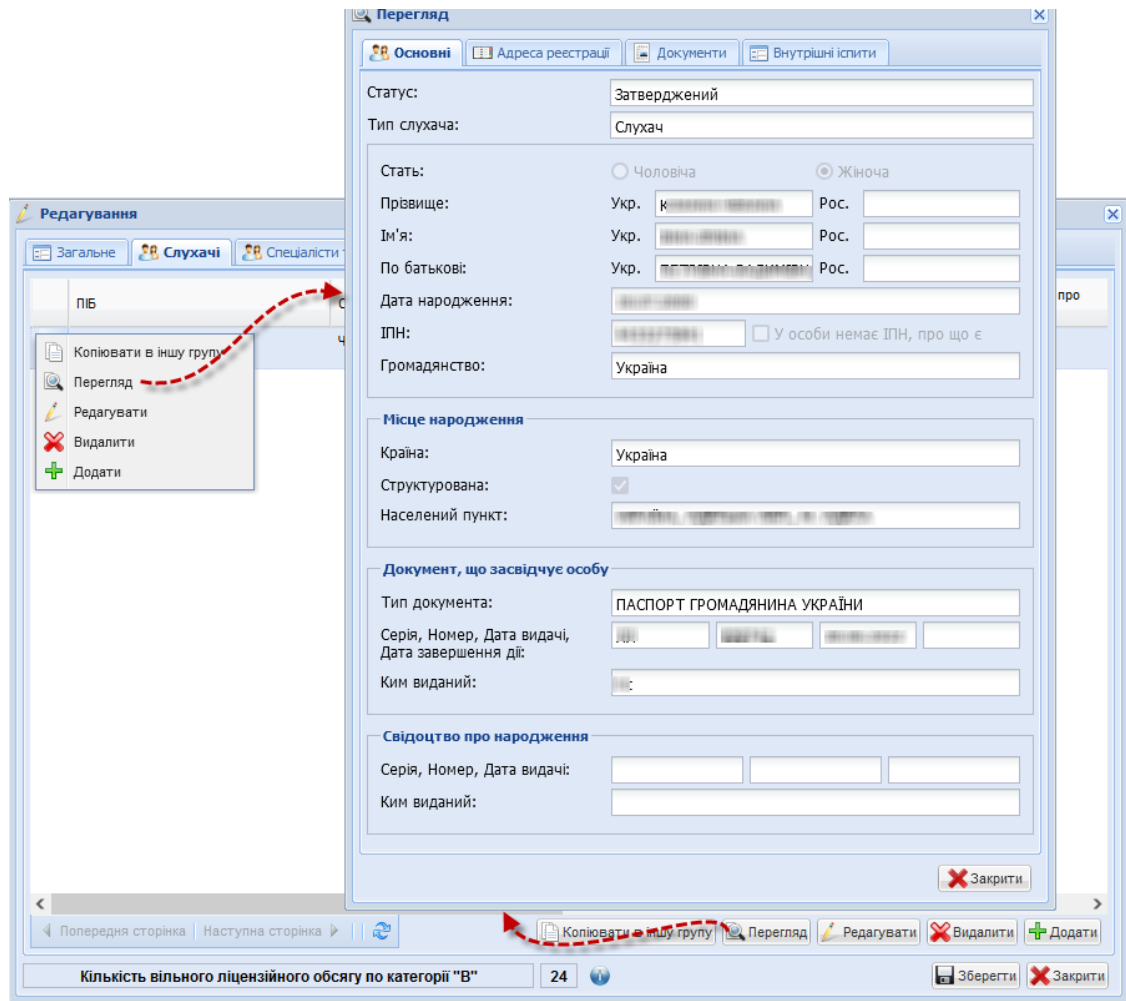 Перегляд
Основні Адреса реєстрації Документи Внутрішні іспити
Статус: Затверджений
Тип слухача: Слухач
Стать: Чоловіча Жіноча
Прізвище: Укр. К Рос.
Ім'я: Укр. Рос.
По батькові: Укр. Рос.
Дата народження:
ІПН: У особи немає ІПН, про що є
Громадянство: Україна
Місце народження
Країна: Україна
Структурована:
Населений пункт:
Документ, що засвідчує особу
Тип документа: ПАСПОРТ ГРОМАДЯНИНА УКРАЇНИ
Серія, Номер, Дата видачі,
Дата завершення дії:
Ким виданий:
Свідоцтво про народження
Серія, Номер, Дата видачі:
Ким виданий:
Закрити
Редагування
Загальне Слухачі Спеціалісти
ПІБ
про
Копіювати в іншу групу
Перегляд
Редагувати
Видалити
Додати
Попередня сторінка Наступна сторінка
Копіювати в іншу групу Перегляд Редагувати Видалити Додати
Кількість вільного ліцензійного обсягу по категорії "B" 24
Зберегти Закрити